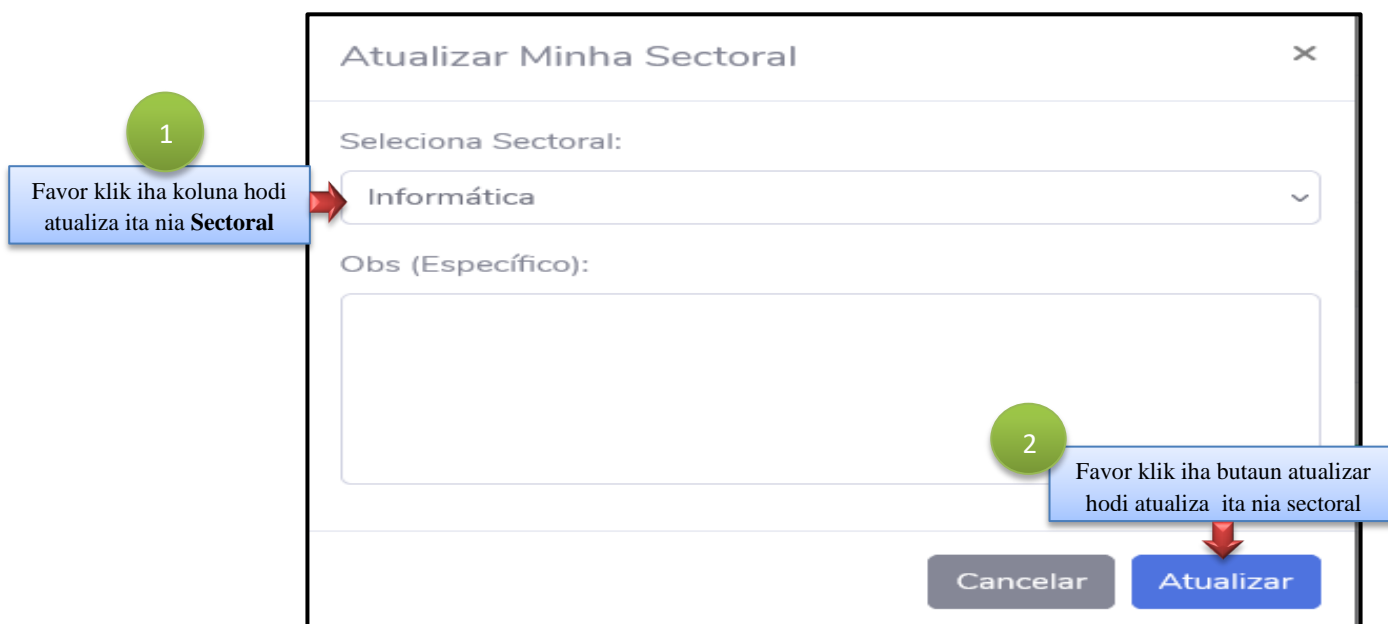 Atualizar Minha Sectoral ×
1
Favor klik iha koluna hodi
atualiza ita nia Sectoral
Seleciona Sectoral:
Informática
Obs (Específico):
2
Favor klik iha butaun atualizar
hodi atualiza ita nia sectoral
Cancelar
Atualizar